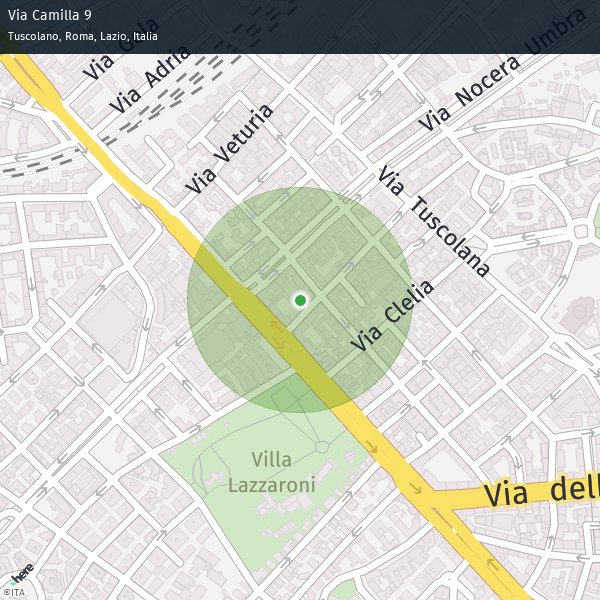 Via Camilla 9
Tuscolano, Roma, Lazio, Italia
Via Gela
Via Adria
Via Nocera Umbra
Via Veturia
Via Tuscolana
Via Clelia
Villa
Lazzaroni
Via dell
here
©ITA